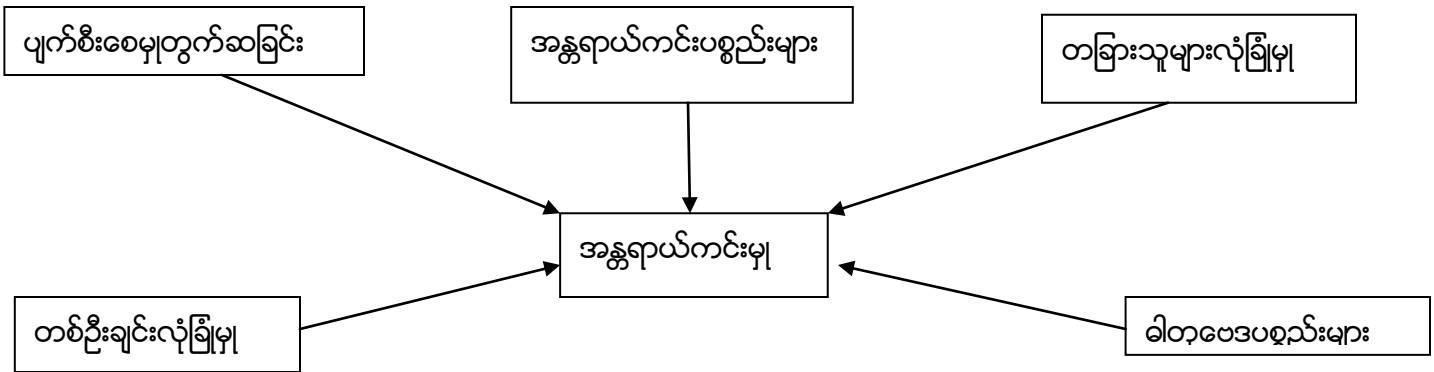 ပျက်စီးစေမှုတွက်ဆခြင်း
အန္တရာယ်ကင်းပစ္စည်းများ
တခြားသူများလုံခြုံမှု
အန္တရာယ်ကင်းမှု
တစ်ဦးချင်းလုံခြုံမှု
ဓါတုဗေဒပစ္စည်းများ